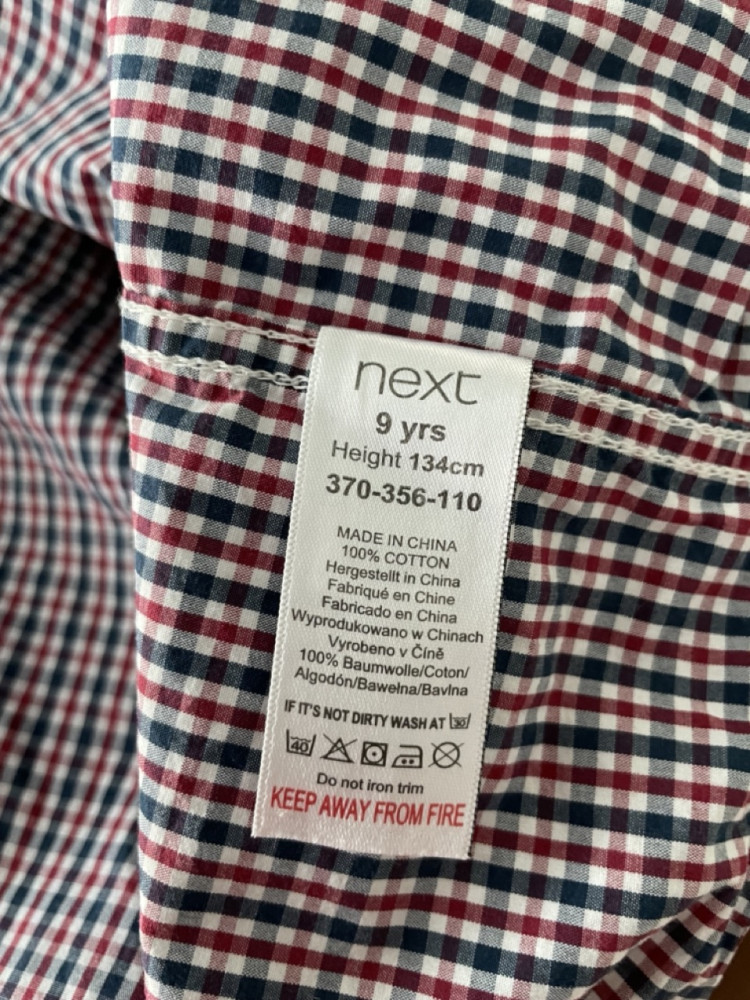 next
9 yrs
Height 134cm
370-356-110
MADE IN CHINA
100% COTTON
Hergestellt in China
Fabriqué en Chine
Fabricado en China
Wyprodukowano w Chinach
Vyrobeno v Číně
100% Baumwolle/Coton/
Algodón/Bawełna/Bavlna
IF IT'S NOT DIRTY WASH AT 30
40
Do not iron trim
KEEP AWAY FROM FIRE